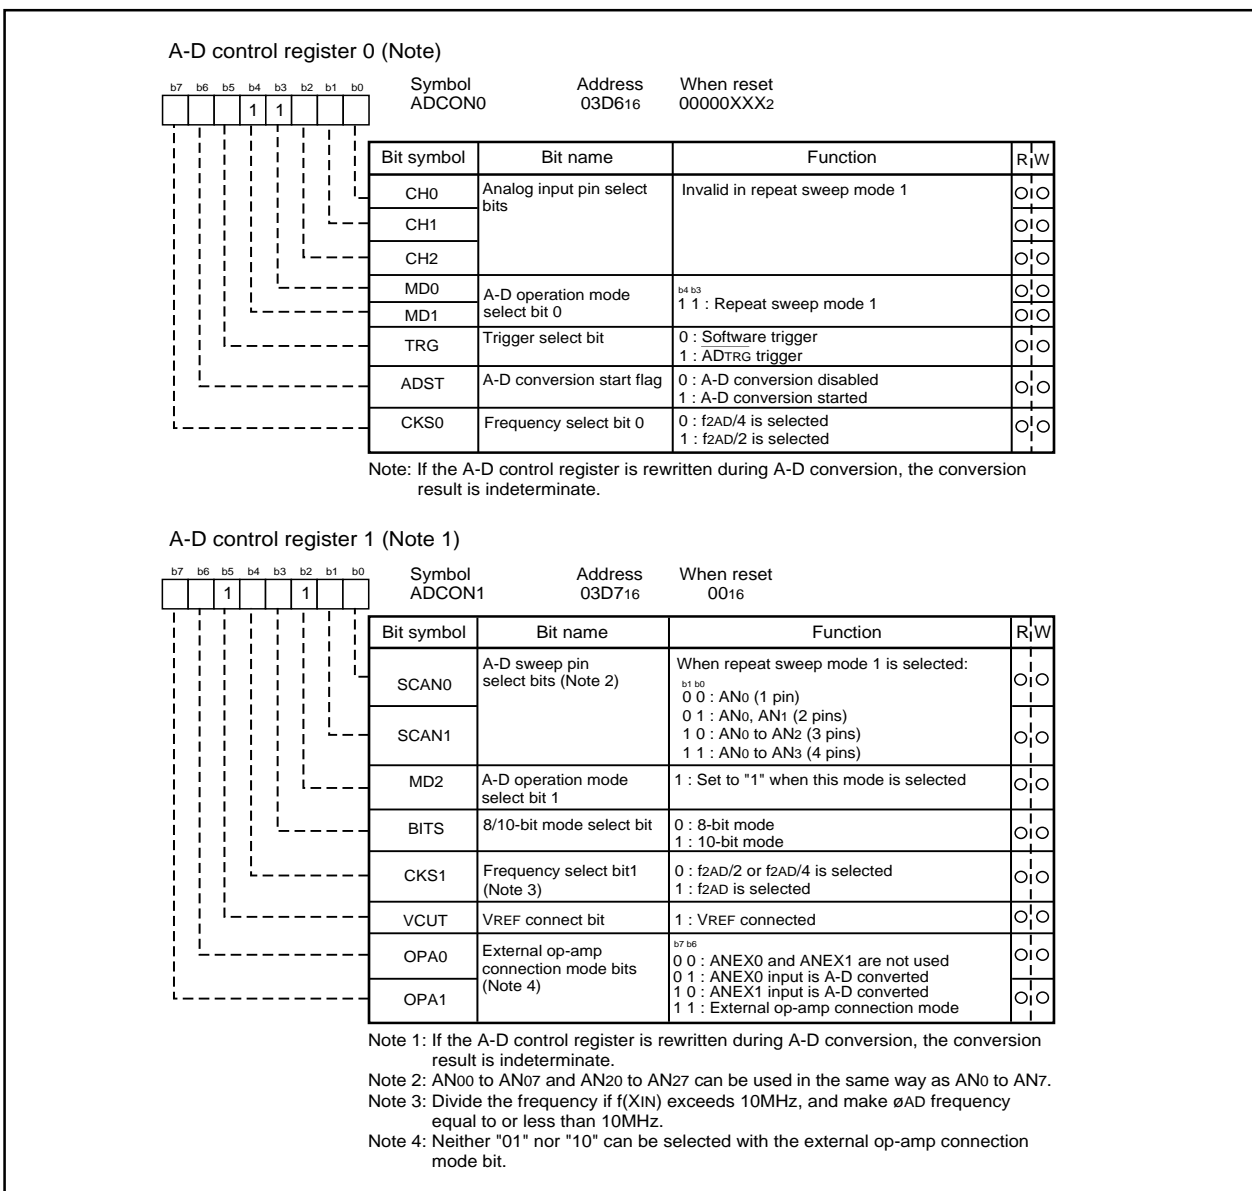 A-D control register 0 (Note)
b7 b6 b5 b4 b3 b2 b1 b0
1 1
Symbol Address When reset
ADCON0 03D616 00000XXX2
Bit symbol Bit name Function R W
CH0 Analog input pin select bits Invalid in repeat sweep mode 1
CH1
CH2
MD0 A-D operation mode select bit 0 b4 b3
MD1 1 1 : Repeat sweep mode 1
TRG Trigger select bit 0 : Software trigger
1 : ADTRG trigger
ADST A-D conversion start flag 0 : A-D conversion disabled
1 : A-D conversion started
CKS0 Frequency select bit 0 0 : f2AD/4 is selected
1 : f2AD/2 is selected
Note: If the A-D control register is rewritten during A-D conversion, the conversion
result is indeterminate.
A-D control register 1 (Note 1)
b7 b6 b5 b4 b3 b2 b1 b0
1 1
Symbol Address When reset
ADCON1 03D716 0016
Bit symbol Bit name Function R W
SCAN0 A-D sweep pin select bits (Note 2) When repeat sweep mode 1 is selected:
b1 b0
0 0 : AN0 (1 pin)
0 1 : AN0, AN1 (2 pins)
SCAN1 1 0 : AN0 to AN2 (3 pins)
1 1 : AN0 to AN3 (4 pins)
MD2 A-D operation mode select bit 1 1 : Set to "1" when this mode is selected
BITS 8/10-bit mode select bit 0 : 8-bit mode
1 : 10-bit mode
CKS1 Frequency select bit1 (Note 3) 0 : f2AD/2 or f2AD/4 is selected
1 : f2AD is selected
VCUT VREF connect bit 1 : VREF connected
OPA0 External op-amp connection mode bits (Note 4) b7 b6
0 0 : ANEX0 and ANEX1 are not used
0 1 : ANEX0 input is A-D converted
OPA1 1 0 : ANEX1 input is A-D converted
1 1 : External op-amp connection mode
Note 1: If the A-D control register is rewritten during A-D conversion, the conversion
result is indeterminate.
Note 2: AN00 to AN07 and AN20 to AN27 can be used in the same way as AN0 to AN7.
Note 3: Divide the frequency if f(XIN) exceeds 10MHz, and make øAD frequency
equal to or less than 10MHz.
Note 4: Neither "01" nor "10" can be selected with the external op-amp connection
mode bit.